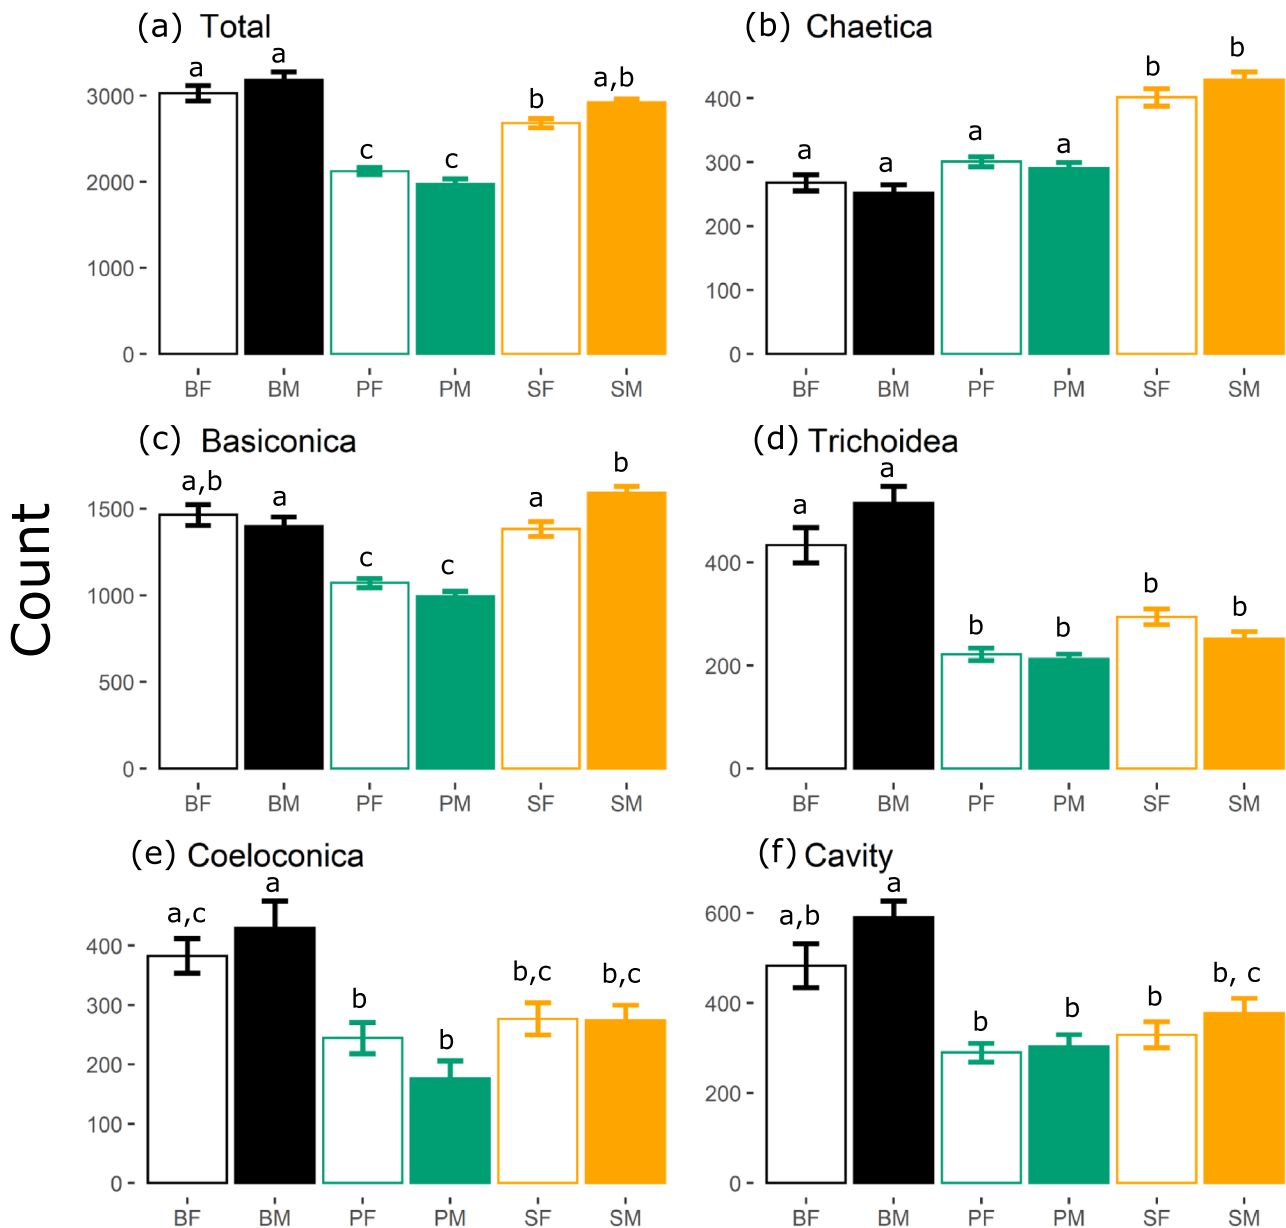 (a) Total
a
a
c
c
b
a,b
3000
2000
1000
0
BF
BM
PF
PM
SF
SM
(b) Chaetica
a
a
a
a
b
b
400
300
200
100
0
BF
BM
PF
PM
SF
SM
Count
(c) Basiconica
a,b
a
c
c
a
b
1500
1000
500
0
BF
BM
PF
PM
SF
SM
(d) Trichoidea
a
a
b
b
b
b
400
200
0
BF
BM
PF
PM
SF
SM
(e) Coeloconica
a,c
a
b
b
b,c
b,c
400
300
200
100
0
BF
BM
PF
PM
SF
SM
(f) Cavity
a,b
a
b
b
b
b, c
600
400
200
0
BF
BM
PF
PM
SF
SM